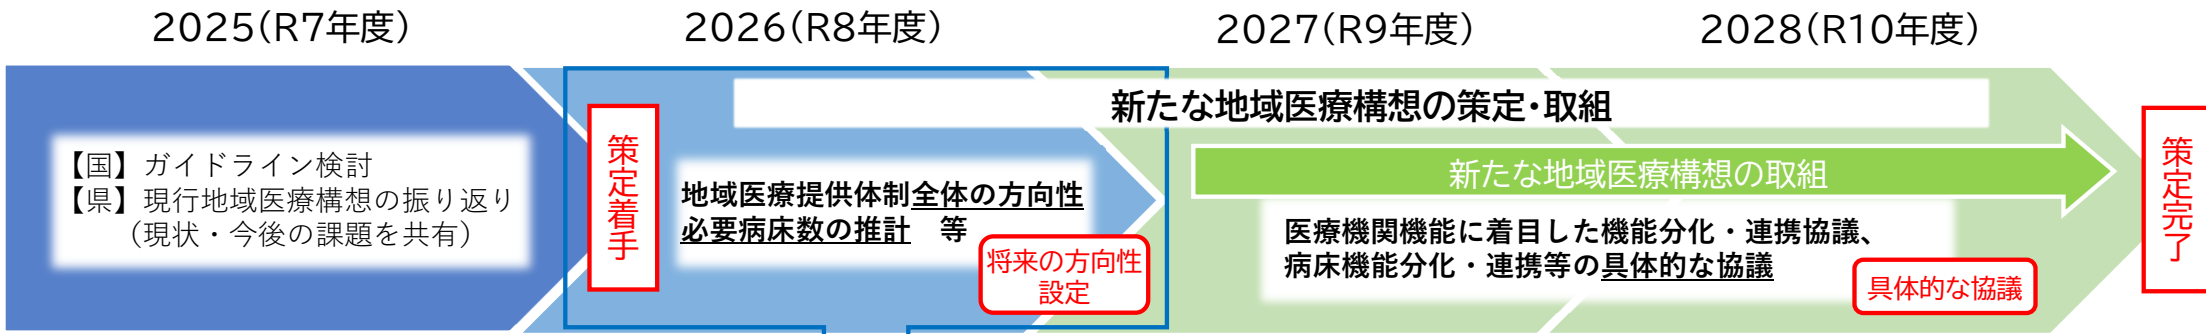 2025(R7年度)
2026(R8年度)
2027(R9年度)
2028(R10年度)
新たな地域医療構想の策定・取組
【国】ガイドライン検討
【県】現行地域医療構想の振り返り
(現状・今後の課題を共有)
策定着手
地域医療提供体制全体の方向性
必要病床数の推計　等
将来の方向性
設定
新たな地域医療構想の取組
医療機関機能に着目した機能分化・連携協議、
病床機能分化・連携等の具体的な協議
具体的な協議
策定完了